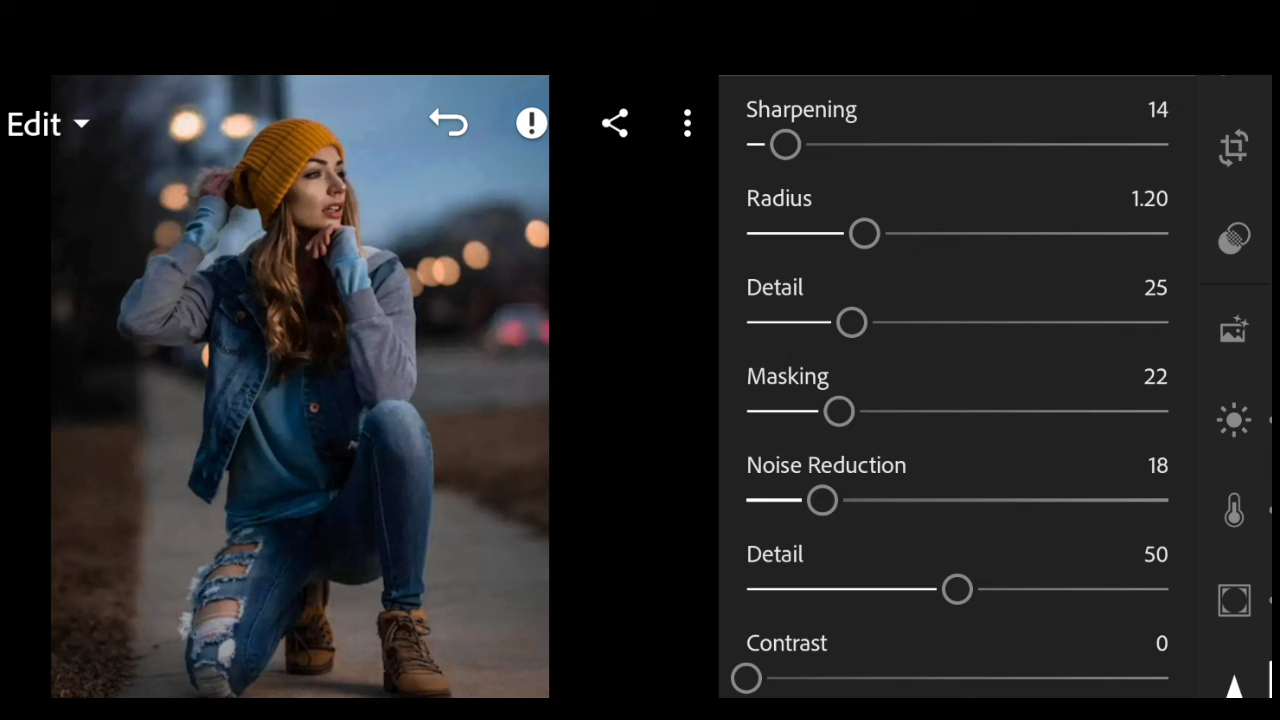 Edit
Sharpening 14
Radius 1.20
Detail 25
Masking 22
Noise Reduction 18
Detail 50
Contrast 0